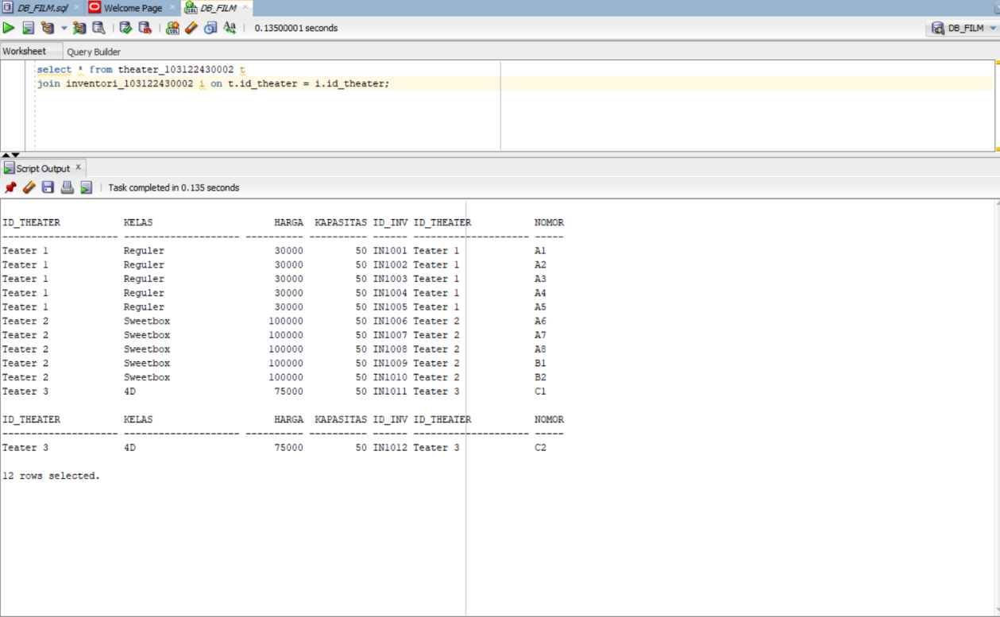 DB_FILM.sql × Welcome Page × DB_FILM ×
0.13500001 seconds DB_FILM
Worksheet Query Builder
select * from theater_103122430002 t
join inventori_103122430002 i on t.id_theater = i.id_theater;
Script Output x
Task completed in 0.135 seconds
ID_THEATER KELAS HARGA KAPASITAS ID_INV ID_THEATER NOMOR
-------------------- -------------------- ---------- ---------- ------ -------------------- -----
Teater 1 Reguler 30000 50 IN1001 Teater 1 A1
Teater 1 Reguler 30000 50 IN1002 Teater 1 A2
Teater 1 Reguler 30000 50 IN1003 Teater 1 A3
Teater 1 Reguler 30000 50 IN1004 Teater 1 A4
Teater 1 Reguler 30000 50 IN1005 Teater 1 A5
Teater 2 Sweetbox 100000 50 IN1006 Teater 2 A6
Teater 2 Sweetbox 100000 50 IN1007 Teater 2 A7
Teater 2 Sweetbox 100000 50 IN1008 Teater 2 A8
Teater 2 Sweetbox 100000 50 IN1009 Teater 2 B1
Teater 2 Sweetbox 100000 50 IN1010 Teater 2 B2
Teater 3 4D 75000 50 IN1011 Teater 3 C1
ID_THEATER KELAS HARGA KAPASITAS ID_INV ID_THEATER NOMOR
-------------------- -------------------- ---------- ---------- ------ -------------------- -----
Teater 3 4D 75000 50 IN1012 Teater 3 C2
12 rows selected.